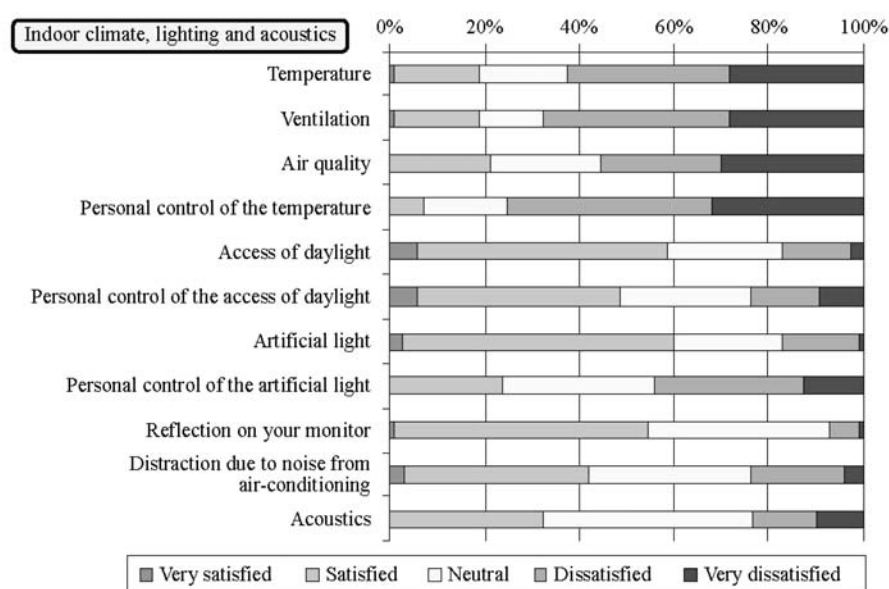 Indoor climate, lighting and acoustics
0% 20% 40% 60% 80% 100%
Temperature
Ventilation
Air quality
Personal control of the temperature
Access of daylight
Personal control of the access of daylight
Artificial light
Personal control of the artificial light
Reflection on your monitor
Distraction due to noise from
air-conditioning
Acoustics
Very satisfied Satisfied Neutral Dissatisfied Very dissatisfied